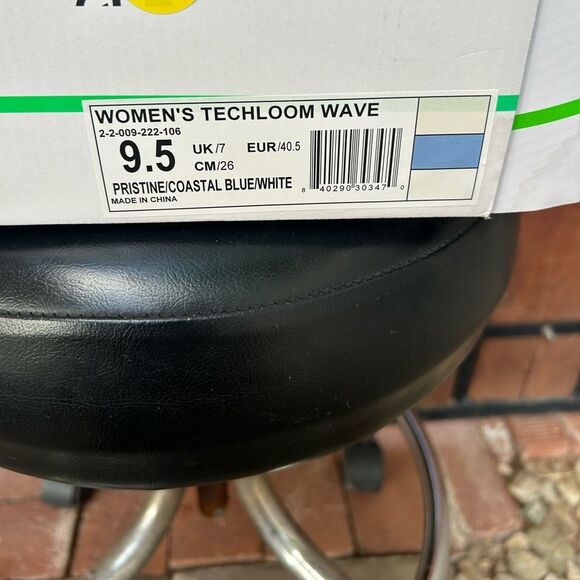 WOMEN'S TECHLOOM WAVE
2-2-009-222-106
9.5 UK/7 EUR/40.5
CM/26
PRISTINE/COASTAL BLUE/WHITE
MADE IN CHINA
8 40290 30347 0